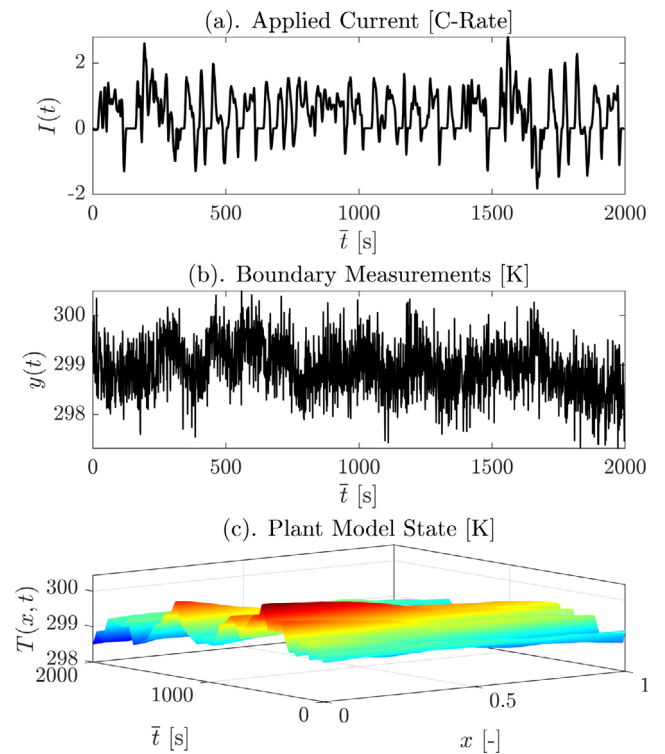 (a). Applied Current [C-Rate]
I(t)
2
0
-2
0 500 1000 1500 2000
t̄ [s]
(b). Boundary Measurements [K]
y(t)
300
299
298
0 500 1000 1500 2000
t̄ [s]
(c). Plant Model State [K]
T(x, t)
300
299
298
2000
1000
0
0
0.5
1
t̄ [s]
x [-]